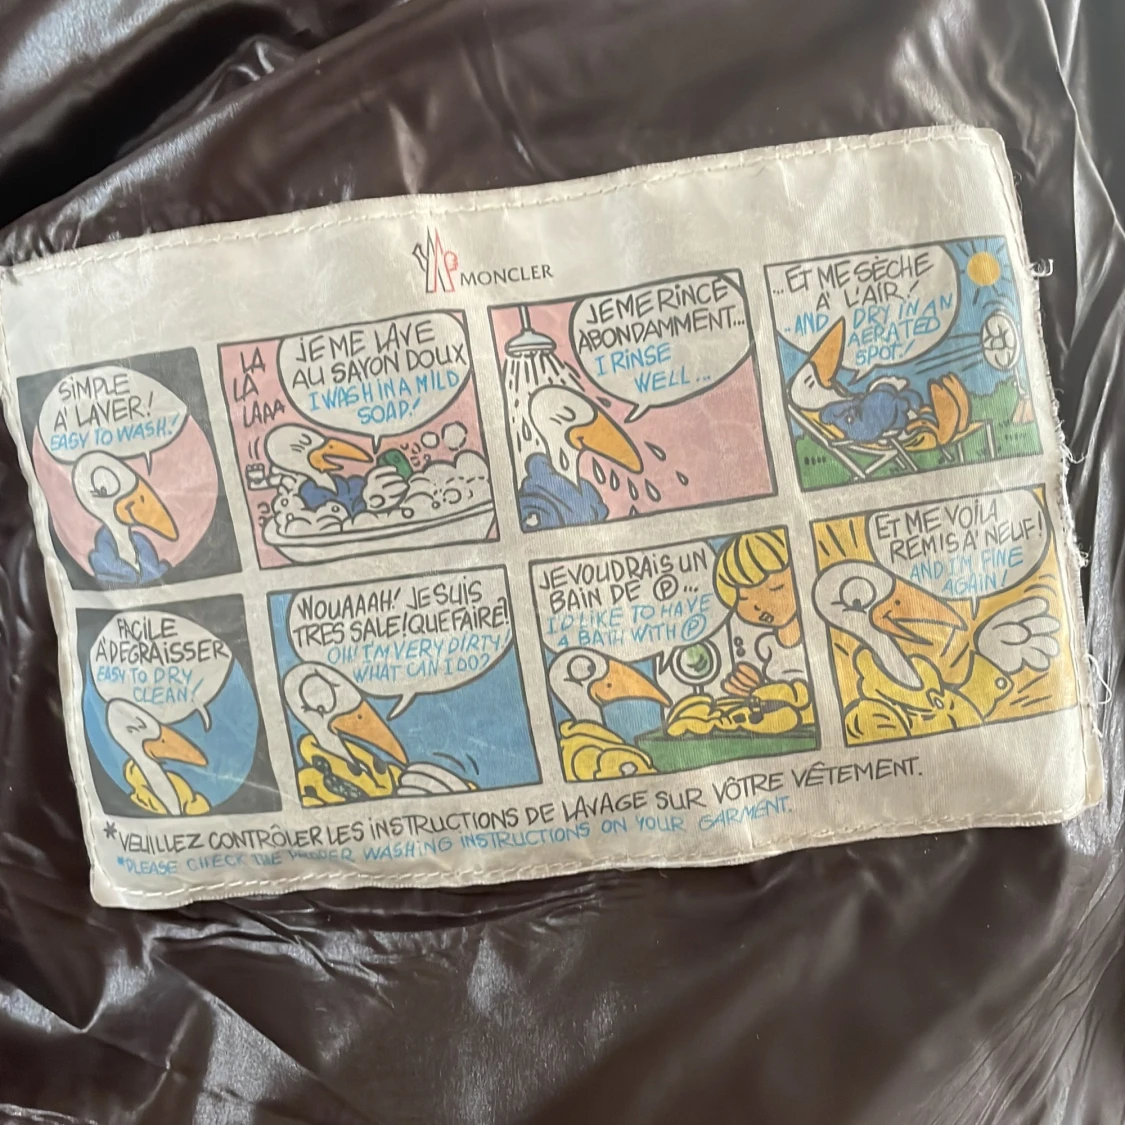 MONCLER
SIMPLE
A' LAVER!
EASY TO WASH!
LA
LA
LAAA
JE ME LAVE
AU SAVON DOUX
I WASH IN A MILD
SOAP!
JE ME RINCE
ABONDAMMENT...
I RINSE
WELL...
...ET ME SÈCHE
A' L'AIR!
..AND DRY IN AN
AERATED
SPOT!
FACILE
A' DEGRAISSER
EASY TO DRY
CLEAN!
WOUAAAH! JE SUIS
TRES SALE! QUE FAIRE?
OH! I'M VERY DIRTY
WHAT CAN I DO?
JE VOUDRAIS UN
BAIN DE Ⓟ...
I'D LIKE TO HAVE
A BATH WITH Ⓟ
ET ME VOILA
REMIS A' NEUF!
AND I'M FINE
AGAIN!
*VEUILLEZ CONTRÔLER LES INSTRUCTIONS DE LAVAGE SUR VÔTRE VÊTEMENT.
*PLEASE CHECK THE PROPER WASHING INSTRUCTIONS ON YOUR GARMENT.